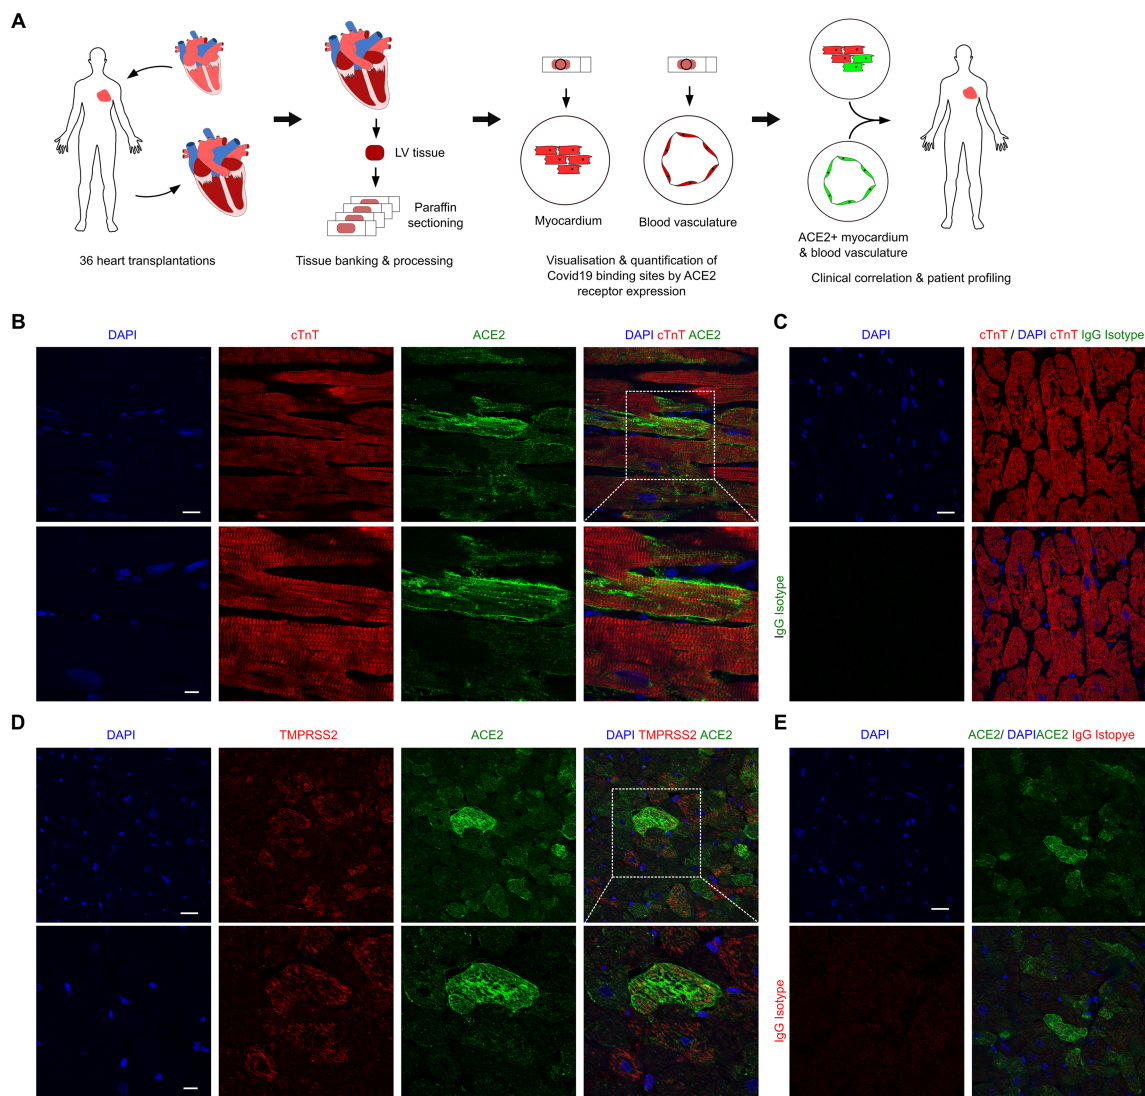 A
LV tissue
Paraffin
sectioning
Myocardium
Blood vasculature
ACE2+ myocardium
& blood vasculature
36 heart transplantations
Tissue banking & processing
Visualisation & quantification of
Covid19 binding sites by ACE2
receptor expression
Clinical correlation & patient profiling
B
DAPI
cTnT
ACE2
DAPI cTnT ACE2
C
DAPI
cTnT / DAPI cTnT IgG Isotype
IgG Isotype
D
DAPI
TMPRSS2
ACE2
DAPI TMPRSS2 ACE2
E
DAPI
ACE2/ DAPIACE2 IgG Istopye
IgG Isotype